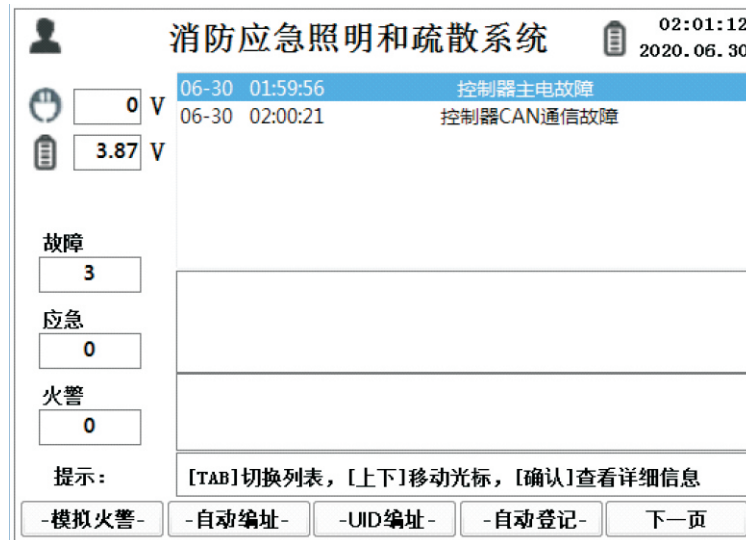 消防应急照明和疏散系统
02:01:12
2020.06.30
0 V
3.87 V
06-30 01:59:56 控制器主电故障
06-30 02:00:21 控制器CAN通信故障
故障
3
应急
0
火警
0
提示:
[TAB]切换列表，[上下]移动光标，[确认]查看详细信息
-模拟火警-
-自动编址-
-UID编址-
-自动登记-
下一页